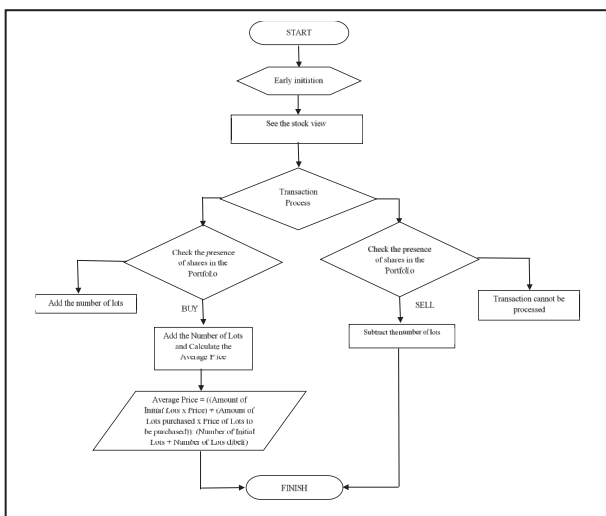 START
Early initiation
See the stock view
Transaction
Process
Check the presence
of shares in the
Portfolio
Check the presence
of shares in the
Portfolio
Add the number of lots
BUY
SELL
Transaction cannot be
processed
Add the Number of Lots
and Calculate the
Average Price
Subtract the number of lots
Average Price = ((Amount of
Initial Lots x Price) + (Amount of
Lots purchased x Price of Lots to
be purchased)): (Number of Initial
Lots + Number of Lots dibeli)
FINISH